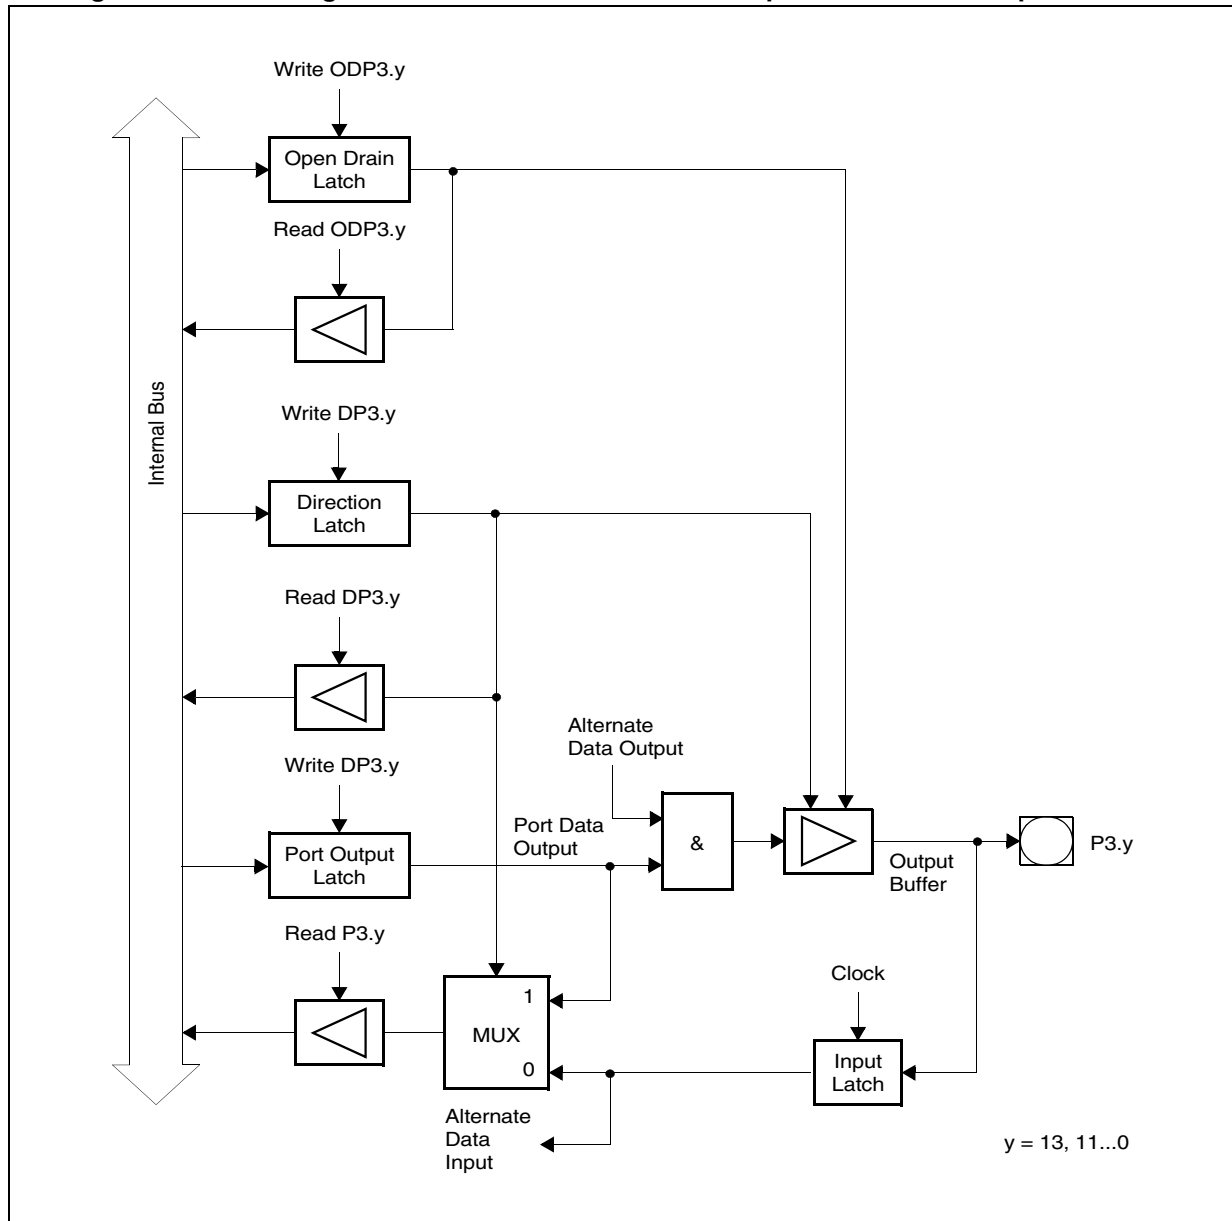 Write ODP3.y
Open Drain
Latch
Read ODP3.y
Internal Bus
Write DP3.y
Direction
Latch
Read DP3.y
Alternate
Data Output
Write DP3.y
Port Data
Output
&
Port Output
Latch
P3.y
Output
Buffer
Read P3.y
Clock
1
MUX
0
Input
Latch
Alternate
Data
Input
y = 13, 11...0